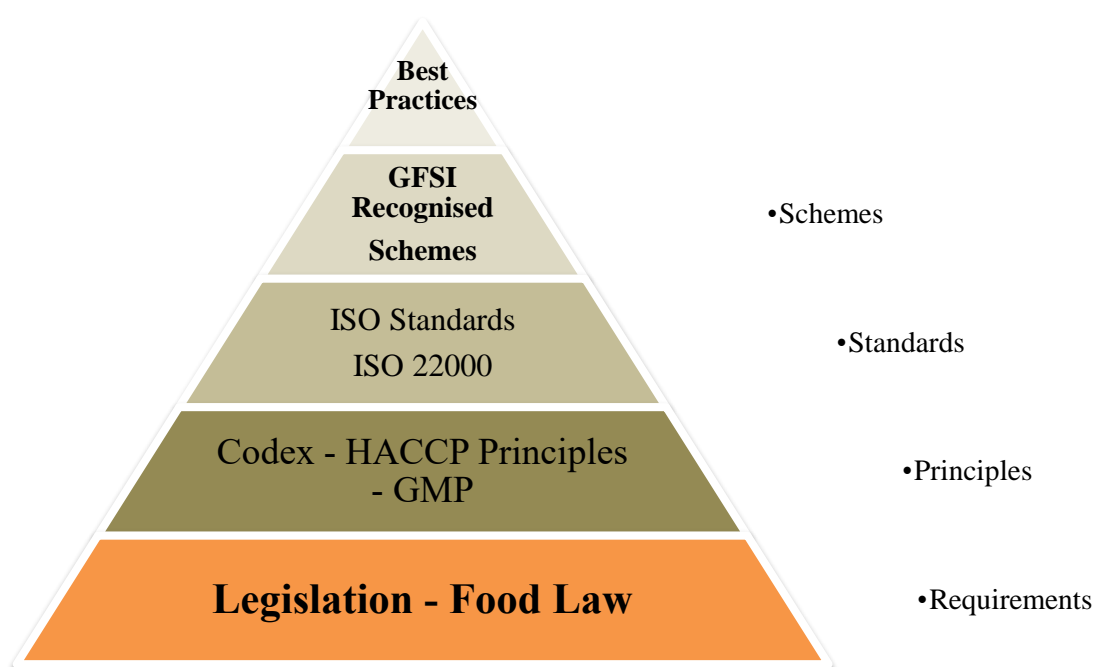 Best
Practices
GFSI
Recognised
Schemes
•Schemes
ISO Standards
ISO 22000
•Standards
Codex - HACCP Principles
- GMP
•Principles
Legislation - Food Law
•Requirements